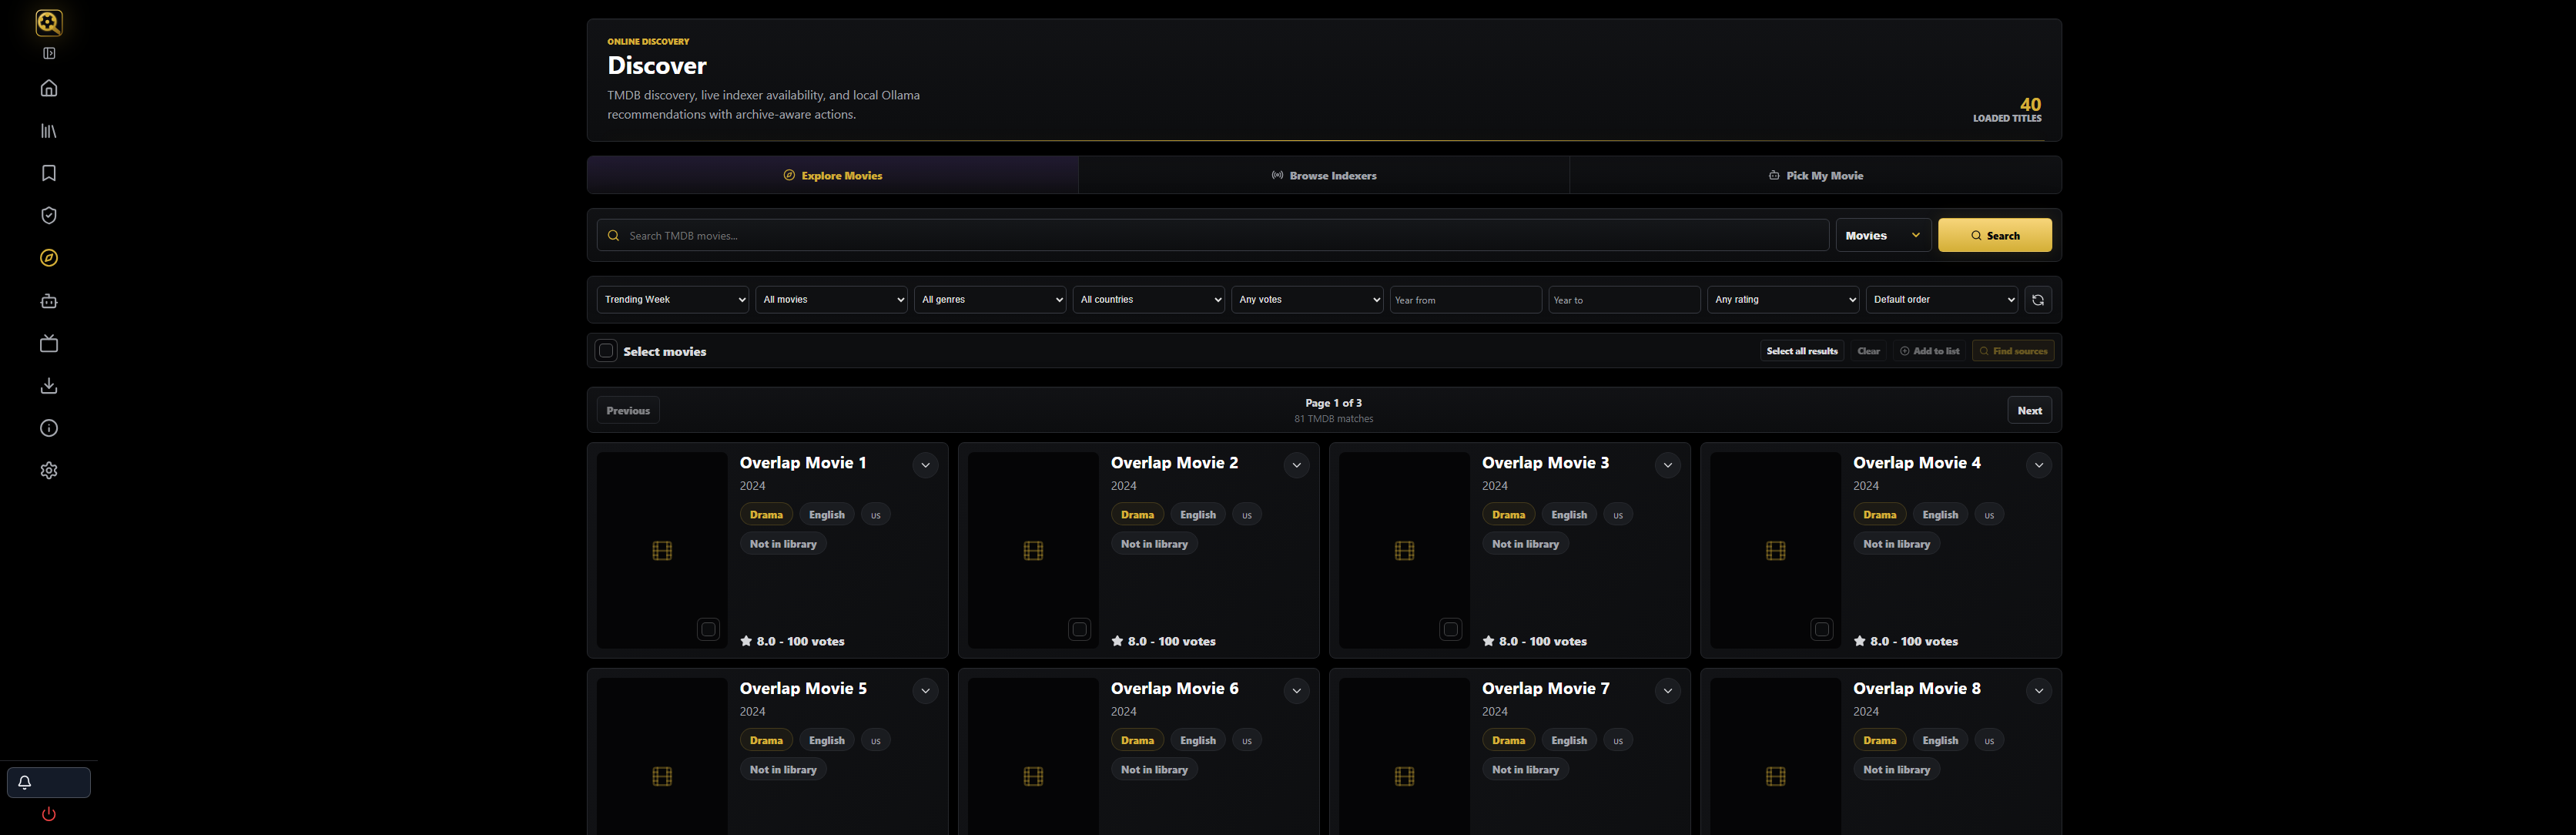 ONLINE DISCOVERY
Discover
TMDB discovery, live indexer availability, and local Ollama
recommendations with archive-aware actions.
40
LOADED TITLES
Explore Movies
Browse Indexers
Pick My Movie
Search TMDB movies...
Movies
Search
Trending Week
All movies
All genres
All countries
Any votes
Year from
Year to
Any rating
Default order
Select movies
Select all results
Clear
Add to list
Find sources
Previous
Page 1 of 3
81 TMDB matches
Next
Overlap Movie 1
2024
Drama
English
US
Not in library
8.0 - 100 votes
Overlap Movie 2
2024
Drama
English
US
Not in library
8.0 - 100 votes
Overlap Movie 3
2024
Drama
English
US
Not in library
8.0 - 100 votes
Overlap Movie 4
2024
Drama
English
US
Not in library
8.0 - 100 votes
Overlap Movie 5
2024
Drama
English
US
Not in library
Overlap Movie 6
2024
Drama
English
US
Not in library
Overlap Movie 7
2024
Drama
English
US
Not in library
Overlap Movie 8
2024
Drama
English
US
Not in library